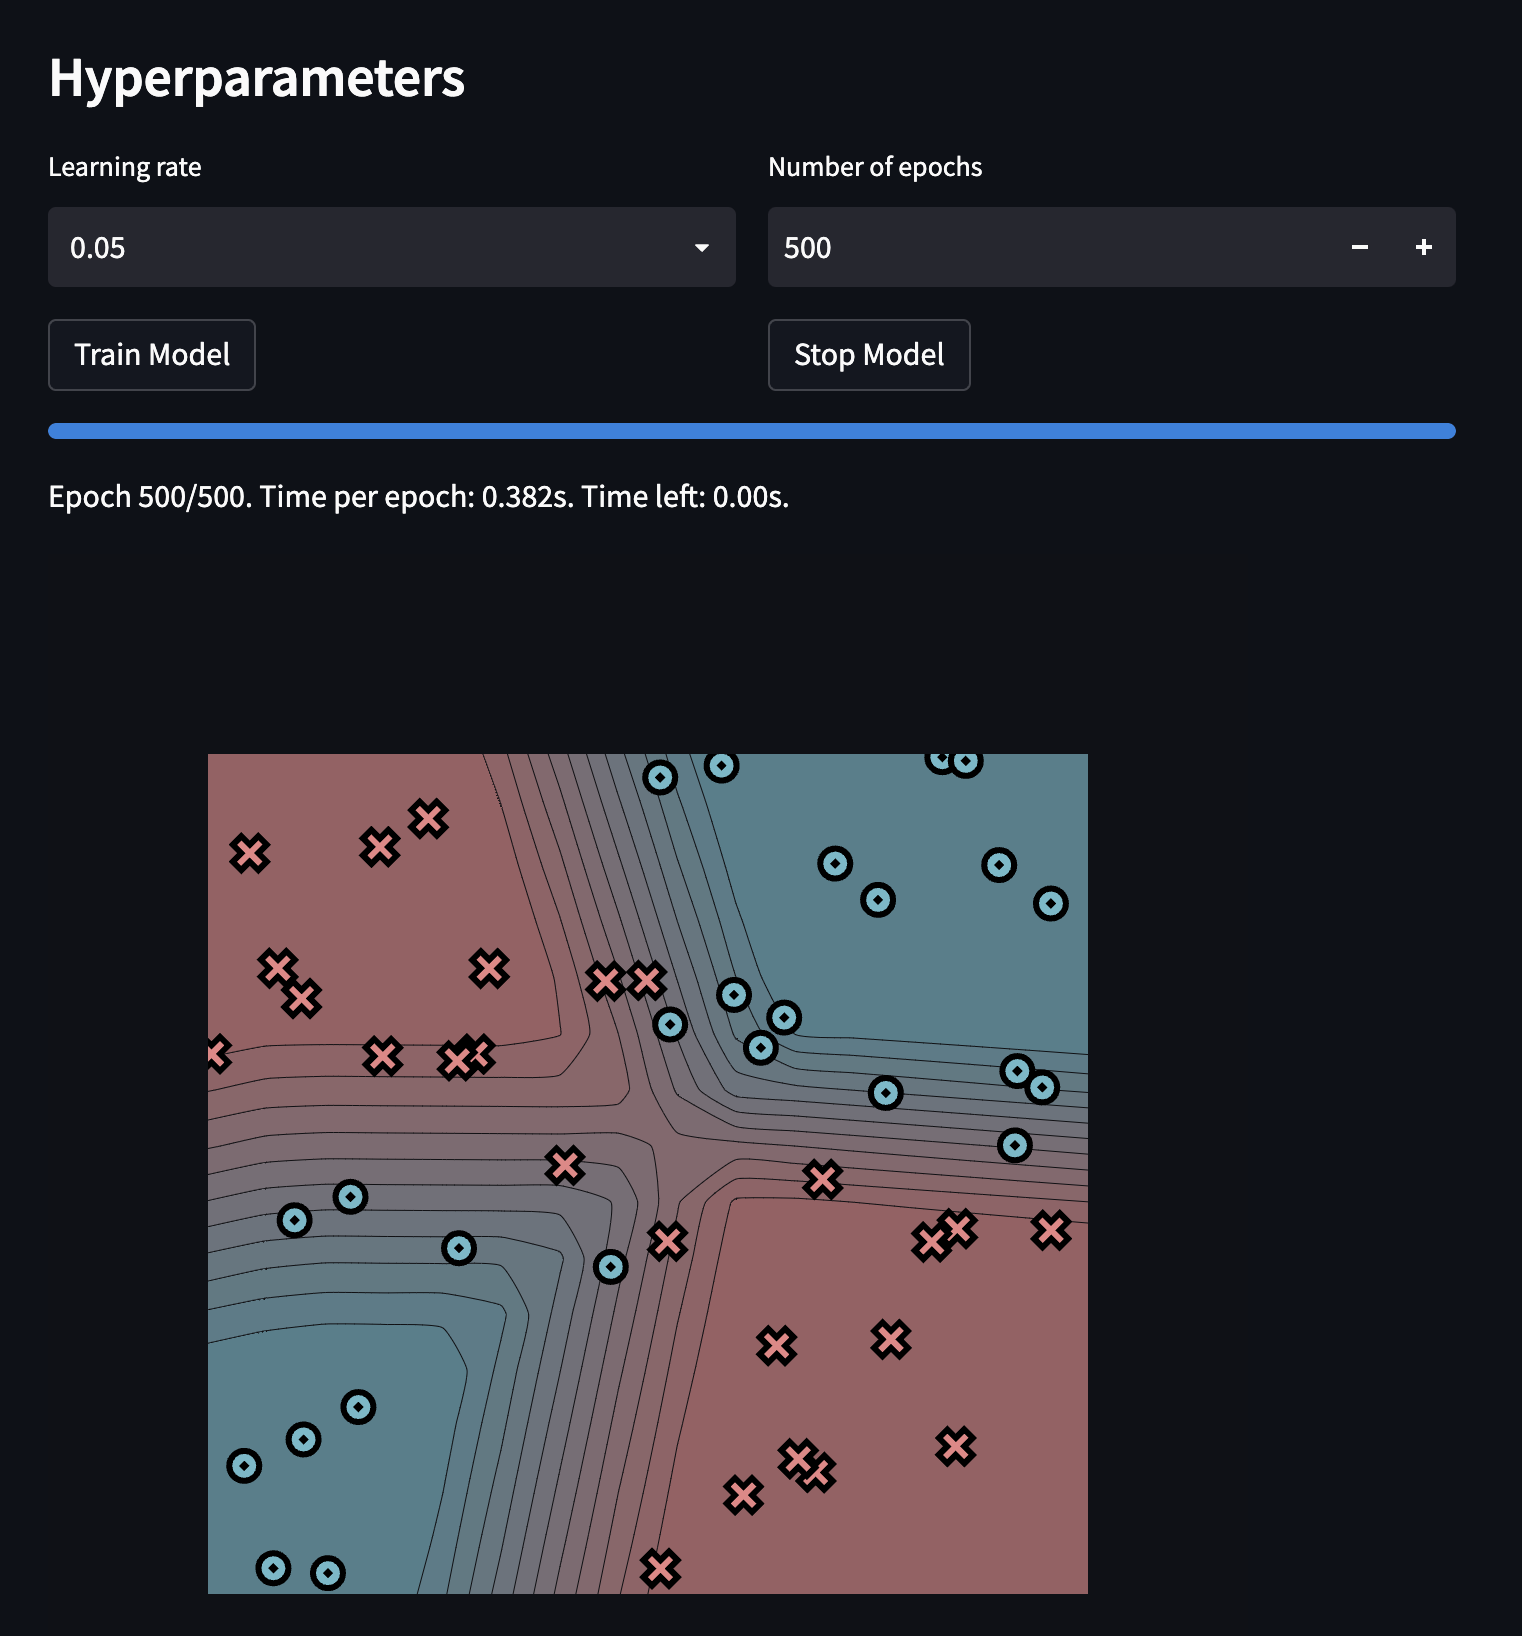 Hyperparameters
Learning rate
Number of epochs
0.05
500
Train Model
Stop Model
Epoch 500/500. Time per epoch: 0.382s. Time left: 0.00s.